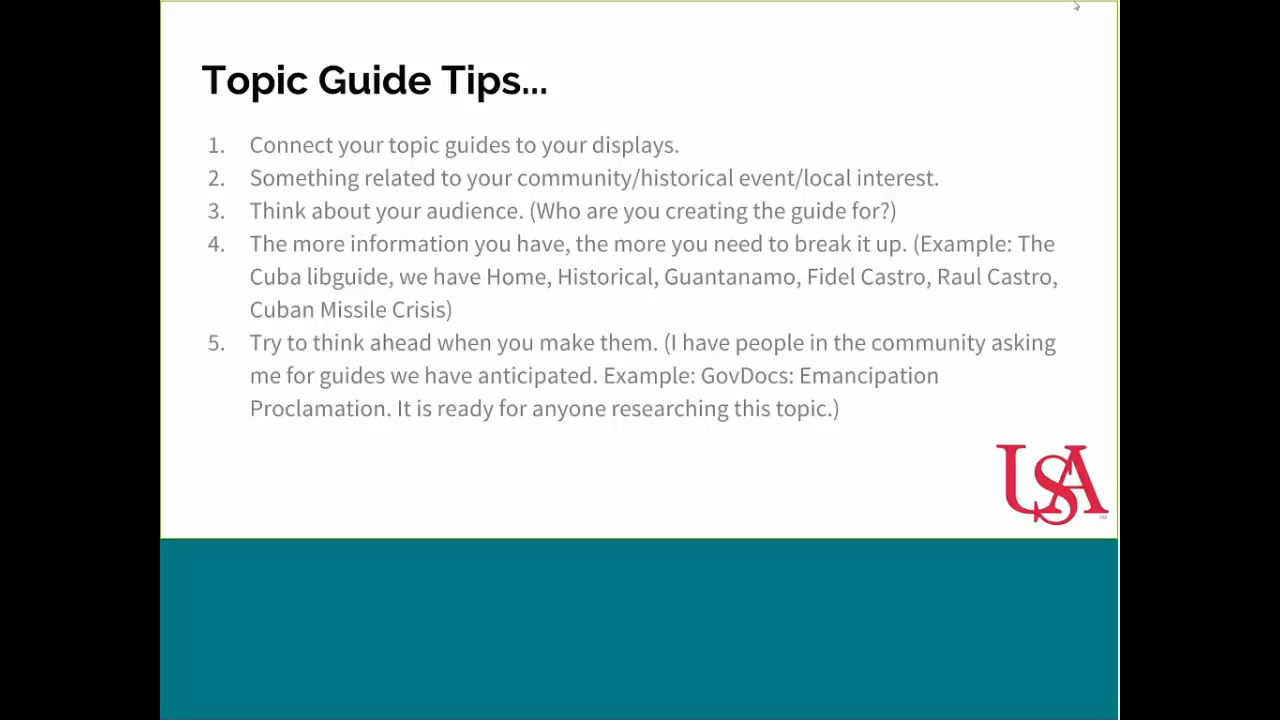 Topic Guide Tips...
1. Connect your topic guides to your displays.
2. Something related to your community/historical event/local interest.
3. Think about your audience. (Who are you creating the guide for?)
4. The more information you have, the more you need to break it up. (Example: The
Cuba libguide, we have Home, Historical, Guantanamo, Fidel Castro, Raul Castro,
Cuban Missile Crisis)
5. Try to think ahead when you make them. (I have people in the community asking
me for guides we have anticipated. Example: GovDocs: Emancipation
Proclamation. It is ready for anyone researching this topic.)
USA